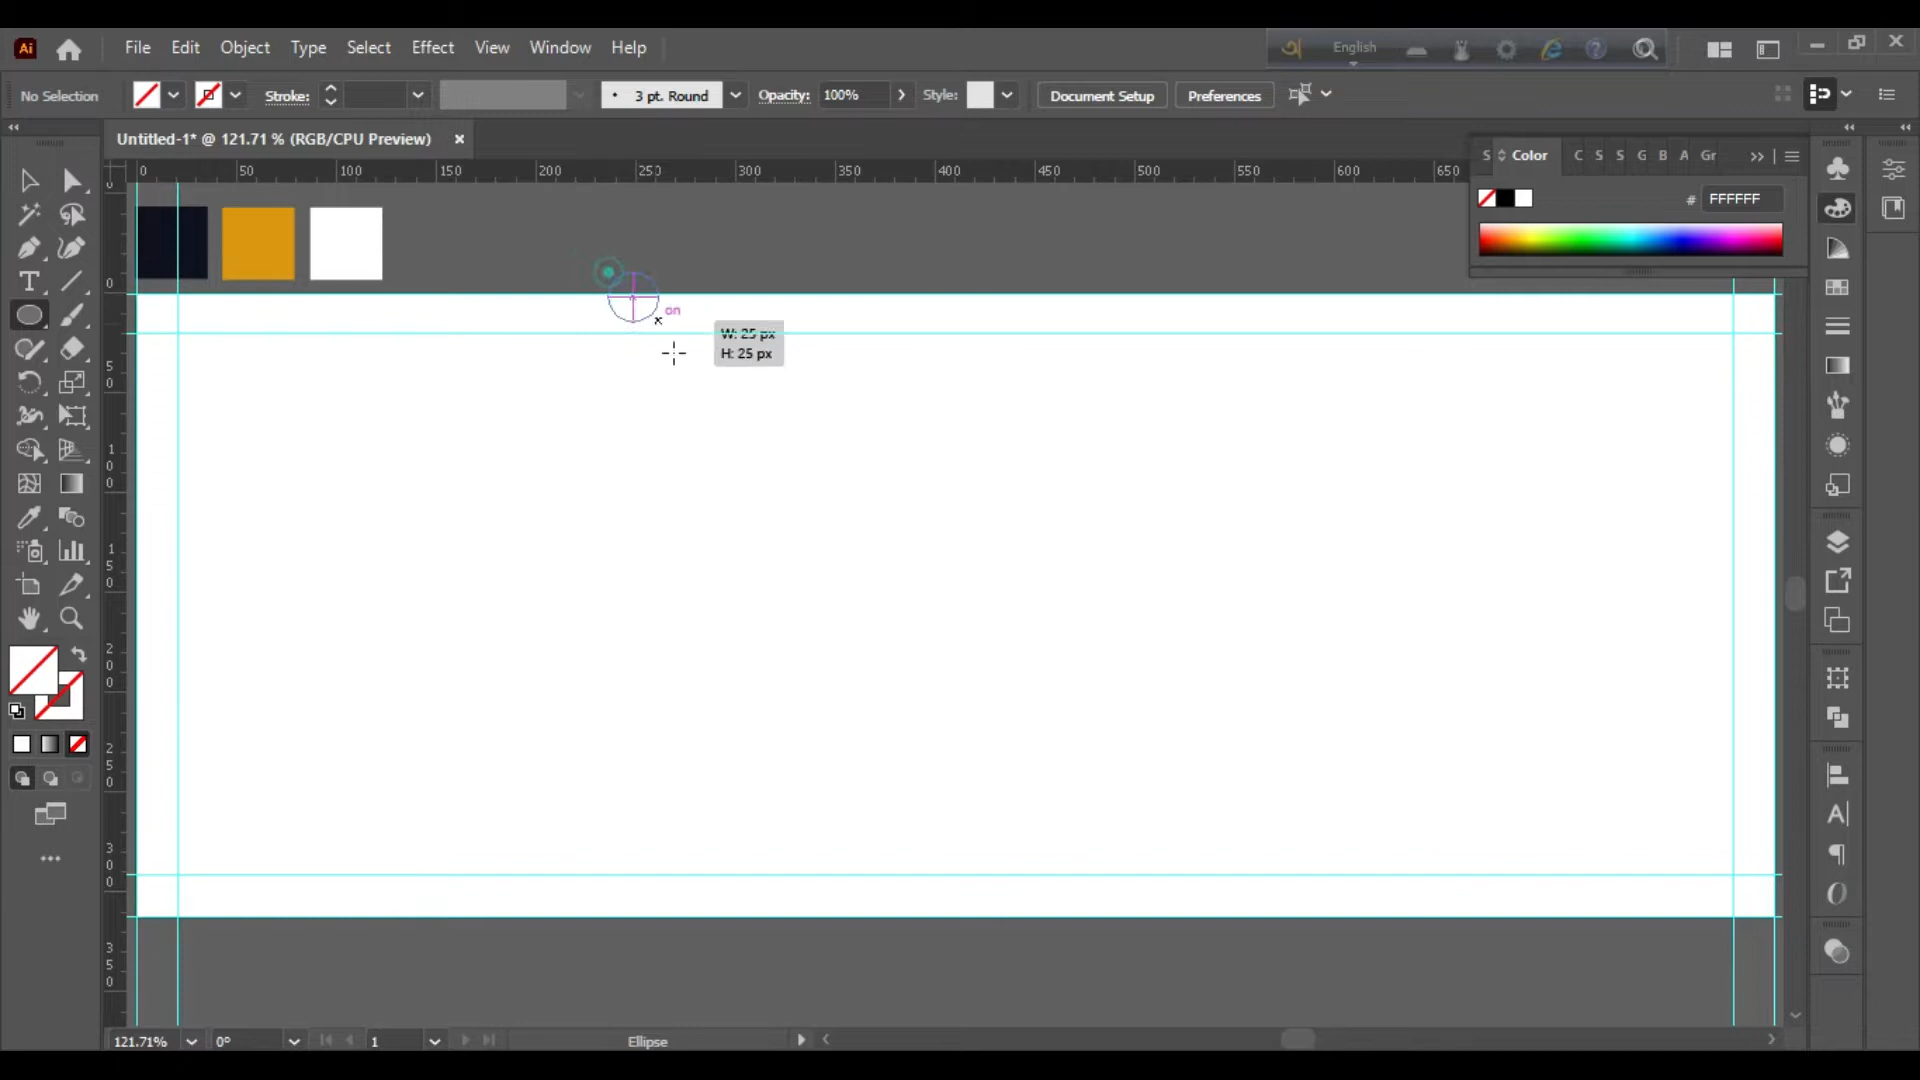 Ai File Edit Object Type Select Effect View Window Help English
No Selection Stroke: 3 pt. Round Opacity: 100% Style: Document Setup Preferences
Untitled-1* @ 121.71 % (RGB/CPU Preview) ×
0 50 100 150 200 250 300 350 400 450 500 550 600 650
S Color C S S G B A Gr
# FFFFFF
0
0
on
W: 25 px
H: 25 px
50
100
150
200
250
300
350
121.71% 0° 1 Ellipse